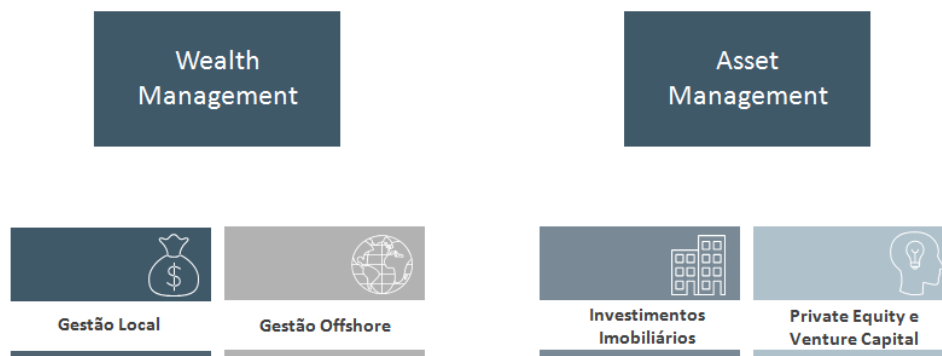 Wealth
Management
Asset
Management
$
Gestão Local
Gestão Offshore
Investimentos
Imobiliários
Private Equity e
Venture Capital